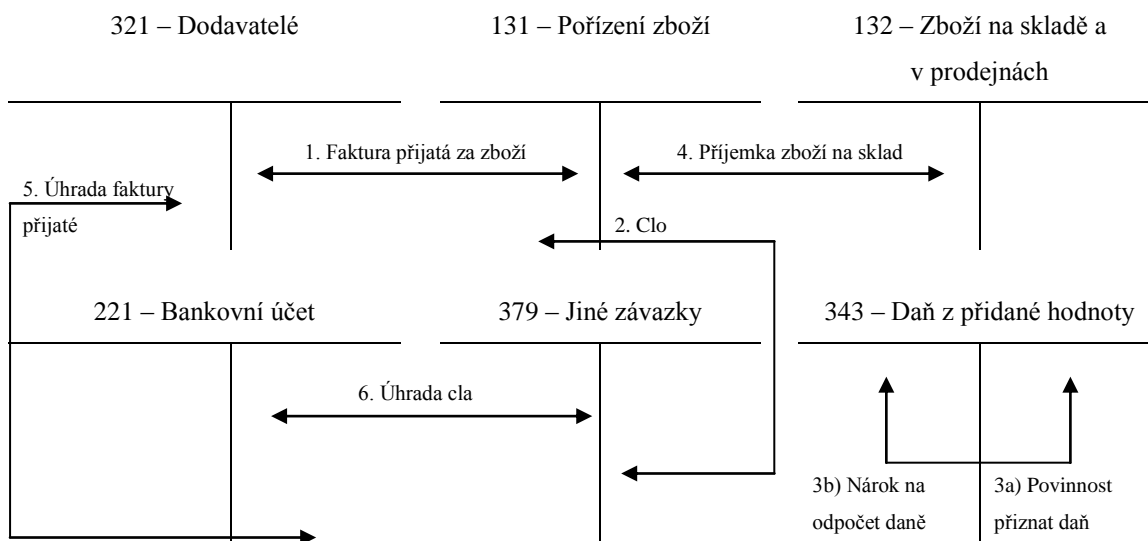 321 – Dodavatelé
131 – Pořízení zboží
132 – Zboží na skladě a
v prodejnách
1. Faktura přijatá za zboží
4. Příjemka zboží na sklad
5. Úhrada faktury
přijaté
2. Clo
221 – Bankovní účet
379 – Jiné závazky
343 – Daň z přidané hodnoty
6. Úhrada cla
3b) Nárok na
odpočet daně
3a) Povinnost
přiznat daň